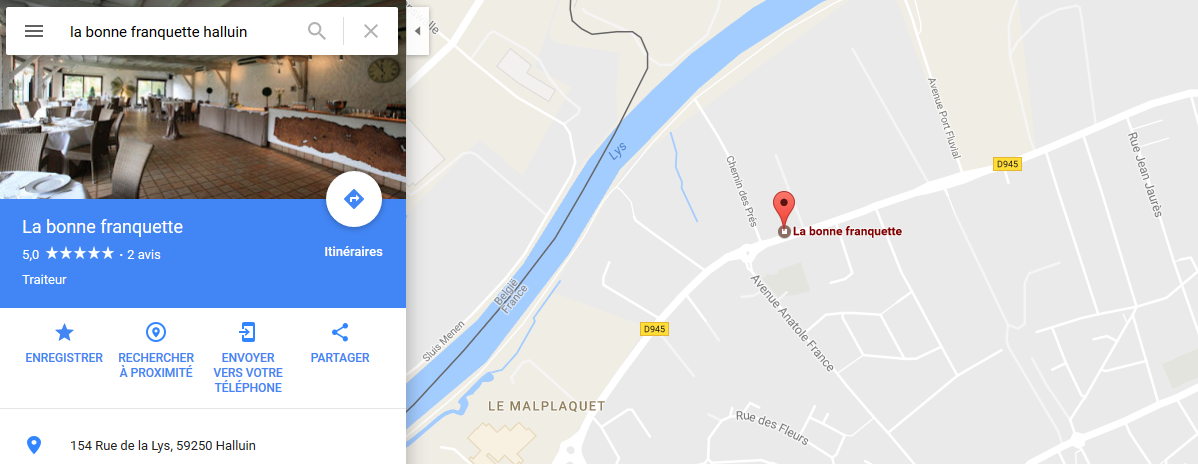 la bonne franquette halluin
La bonne franquette
5,0 ★★★★★ · 2 avis
Traiteur
Itinéraires
ENREGISTRER
RECHERCHER
À PROXIMITÉ
ENVOYER
VERS VOTRE
TÉLÉPHONE
PARTAGER
154 Rue de la Lys, 59250 Halluin
Lys
België
France
Sluis Menen
LE MALPLAQUET
D945
D945
Chemin des Prés
Avenue Port Fluvial
Rue Jean Jaurès
La bonne franquette
Avenue Anatole France
Rue des Fleurs